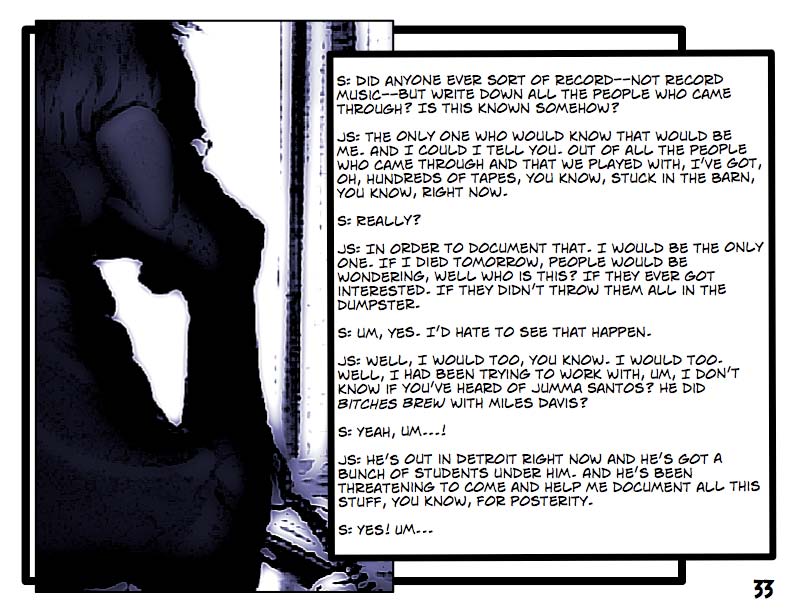 S: DID ANYONE EVER SORT OF RECORD--NOT RECORD
MUSIC--BUT WRITE DOWN ALL THE PEOPLE WHO CAME
THROUGH? IS THIS KNOWN SOMEHOW?
JS: THE ONLY ONE WHO WOULD KNOW THAT WOULD BE
ME. AND I COULD I TELL YOU. OUT OF ALL THE PEOPLE
WHO CAME THROUGH AND THAT WE PLAYED WITH, I'VE GOT,
OH, HUNDREDS OF TAPES, YOU KNOW, STUCK IN THE BARN,
YOU KNOW, RIGHT NOW.
S: REALLY?
JS: IN ORDER TO DOCUMENT THAT. I WOULD BE THE ONLY
ONE. IF I DIED TOMORROW, PEOPLE WOULD BE
WONDERING, WELL WHO IS THIS? IF THEY EVER GOT
INTERESTED. IF THEY DIDN'T THROW THEM ALL IN THE
DUMPSTER.
S: UM, YES. I'D HATE TO SEE THAT HAPPEN.
JS: WELL, I WOULD TOO, YOU KNOW. I WOULD TOO.
WELL, I HAD BEEN TRYING TO WORK WITH, UM, I DON'T
KNOW IF YOU'VE HEARD OF JUMMA SANTOS? HE DID
BITCHES BREW WITH MILES DAVIS?
S: YEAH, UM...!
JS: HE'S OUT IN DETROIT RIGHT NOW AND HE'S GOT A
BUNCH OF STUDENTS UNDER HIM. AND HE'S BEEN
THREATENING TO COME AND HELP ME DOCUMENT ALL THIS
STUFF, YOU KNOW, FOR POSTERITY.
S: YES! UM...
33